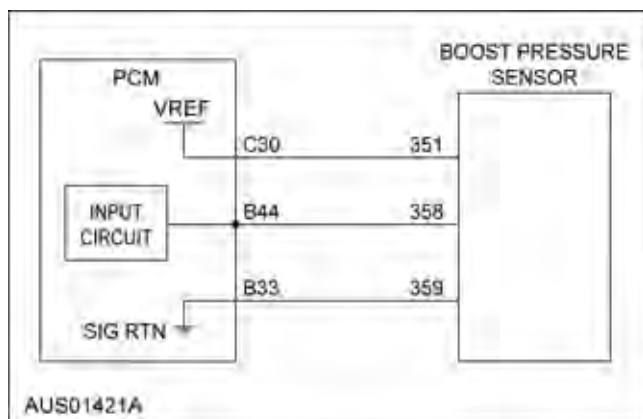 BOOST PRESSURE
SENSOR
PCM
VREF
C30 351
INPUT
CIRCUIT
B44 358
B33 359
SIG RTN
AUS01421A